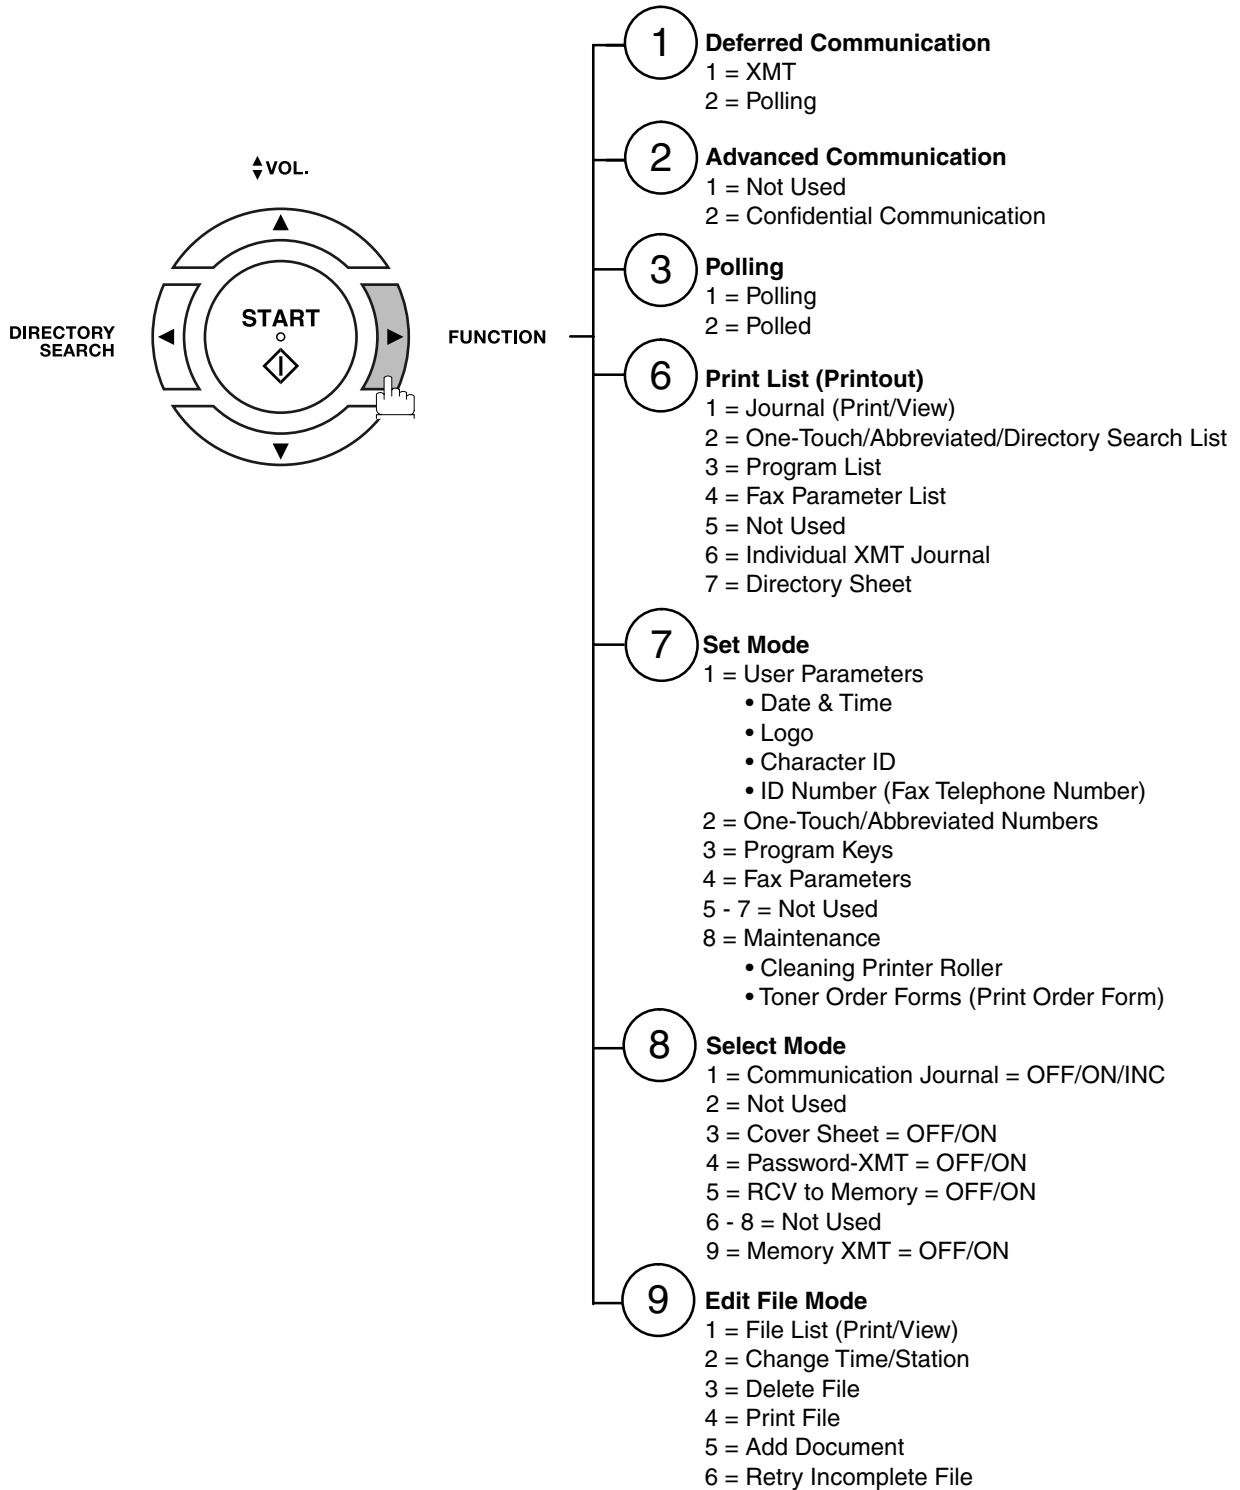 VOL.
DIRECTORY
SEARCH
START
FUNCTION
1
Deferred Communication
1 = XMT
2 = Polling
2
Advanced Communication
1 = Not Used
2 = Confidential Communication
3
Polling
1 = Polling
2 = Polled
6
Print List (Printout)
1 = Journal (Print/View)
2 = One-Touch/Abbreviated/Directory Search List
3 = Program List
4 = Fax Parameter List
5 = Not Used
6 = Individual XMT Journal
7 = Directory Sheet
7
Set Mode
1 = User Parameters
• Date & Time
• Logo
• Character ID
• ID Number (Fax Telephone Number)
2 = One-Touch/Abbreviated Numbers
3 = Program Keys
4 = Fax Parameters
5 - 7 = Not Used
8 = Maintenance
• Cleaning Printer Roller
• Toner Order Forms (Print Order Form)
8
Select Mode
1 = Communication Journal = OFF/ON/INC
2 = Not Used
3 = Cover Sheet = OFF/ON
4 = Password-XMT = OFF/ON
5 = RCV to Memory = OFF/ON
6 - 8 = Not Used
9 = Memory XMT = OFF/ON
9
Edit File Mode
1 = File List (Print/View)
2 = Change Time/Station
3 = Delete File
4 = Print File
5 = Add Document
6 = Retry Incomplete File